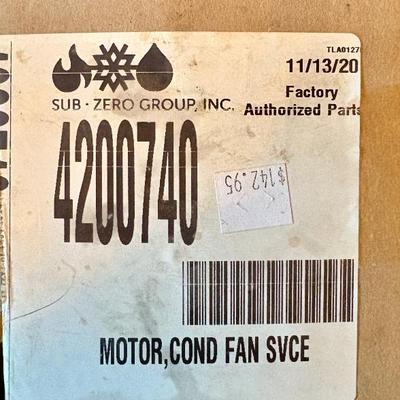 TLA0127
11/13/20
SUB·ZERO GROUP, INC.
Factory
Authorized Parts
4200740
$142.95
MOTOR,COND FAN SVCE